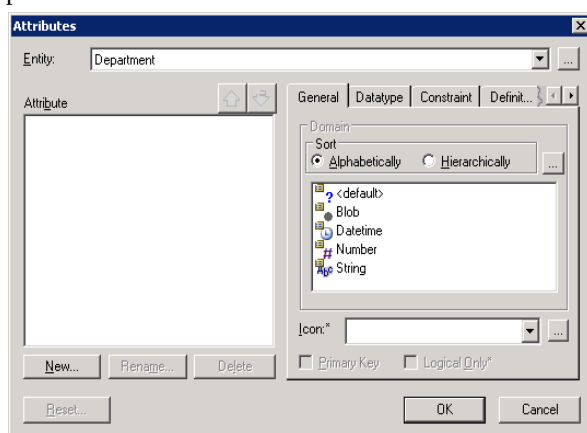 Attributes
Entity: Department ...
Attribute
General Datatype Constraint Definit...
Domain
Sort
Alphabetically Hierarchically ...
<default>
Blob
Datetime
Number
String
Icon:* ...
New... Rename... Delete Primary Key Logical Only*
Reset... OK Cancel